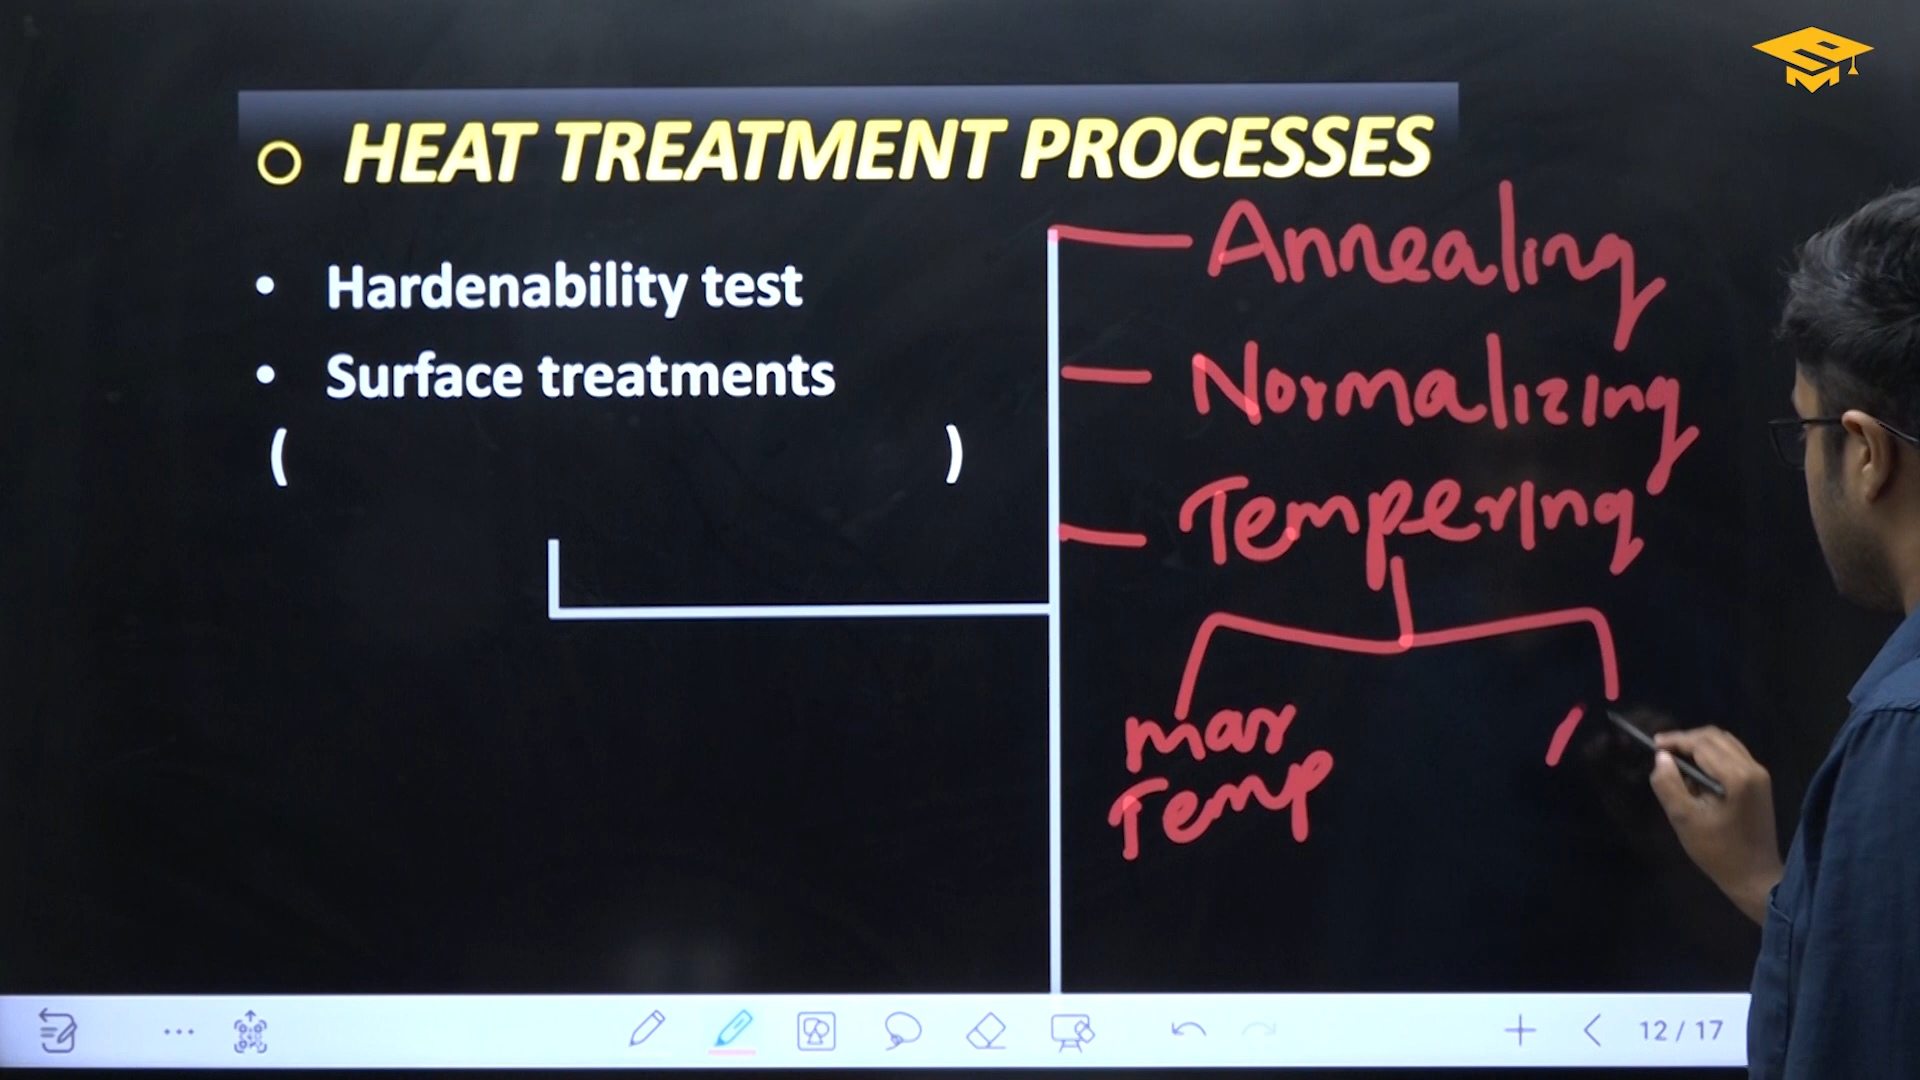 HEAT TREATMENT PROCESSES
Hardenability test
Surface treatments
( )
Annealing
Normalizing
Tempering
mar
Temp
12 / 17